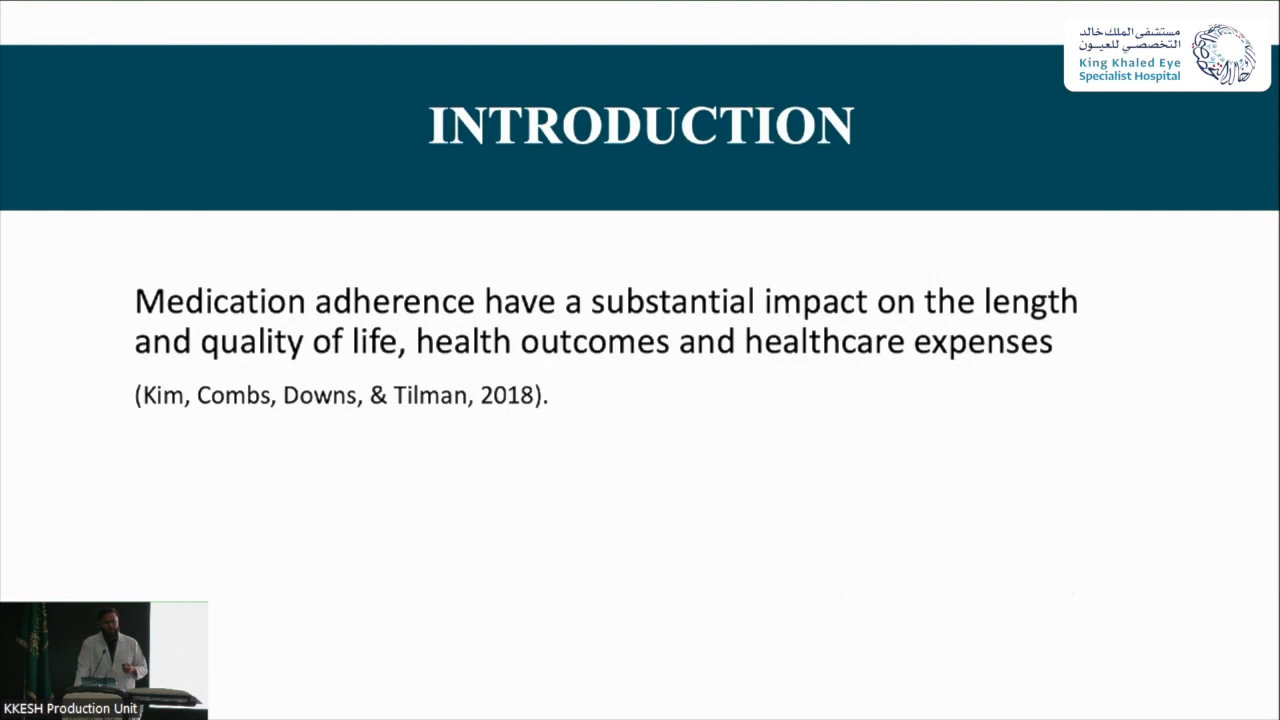 مستشفى الملك خالد
التخصصي للعيون
King Khaled Eye
Specialist Hospital
INTRODUCTION
Medication adherence have a substantial impact on the length
and quality of life, health outcomes and healthcare expenses
(Kim, Combs, Downs, & Tilman, 2018).
KKESH Production Unit